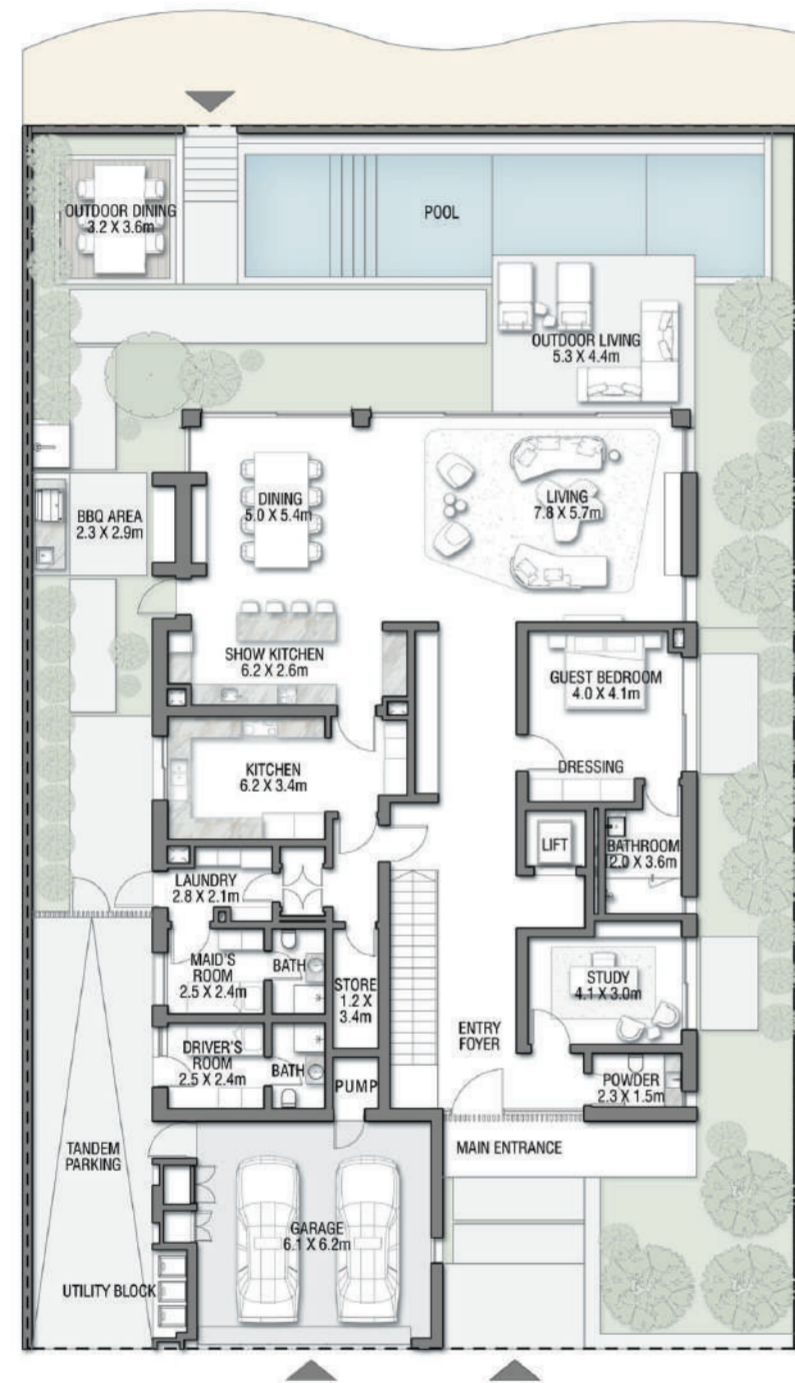 POOL
OUTDOOR DINING
3.2 X 3.6m
OUTDOOR LIVING
5.3 X 4.4m
DINING
5.0 X 5.4m
LIVING
7.8 X 5.7m
BBQ AREA
2.3 X 2.9m
SHOW KITCHEN
6.2 X 2.6m
GUEST BEDROOM
4.0 X 4.1m
DRESSING
KITCHEN
6.2 X 3.4m
LIFT
BATHROOM
2.0 X 3.6m
LAUNDRY
2.8 X 2.1m
MAID'S
ROOM
2.5 X 2.4m
BATH
STORE
1.2 X
3.4m
STUDY
4.1 X 3.0m
ENTRY
FOYER
DRIVER'S
ROOM
2.5 X 2.4m
BATH
PUMP
POWDER
2.3 X 1.5m
TANDEM
PARKING
MAIN ENTRANCE
GARAGE
6.1 X 6.2m
UTILITY BLOCK